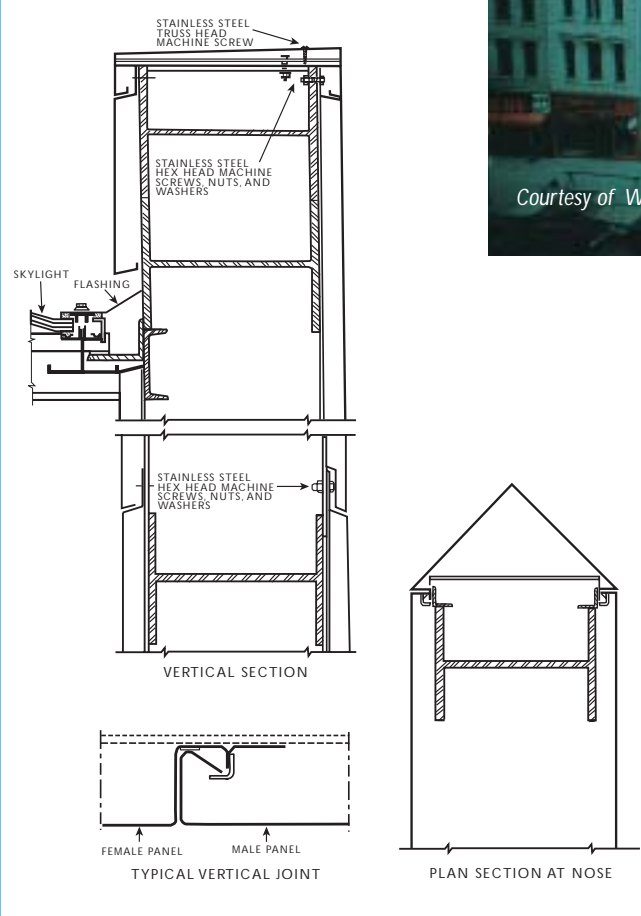 STAINLESS STEEL
TRUSS HEAD
MACHINE SCREW
Courtesy of
STAINLESS STEEL
HEX HEAD MACHINE
SCREWS, NUTS, AND
WASHERS
SKYLIGHT
FLASHING
STAINLESS STEEL
HEX HEAD MACHINE
SCREWS, NUTS, AND
WASHERS
VERTICAL SECTION
FEMALE PANEL
MALE PANEL
TYPICAL VERTICAL JOINT
PLAN SECTION AT NOSE